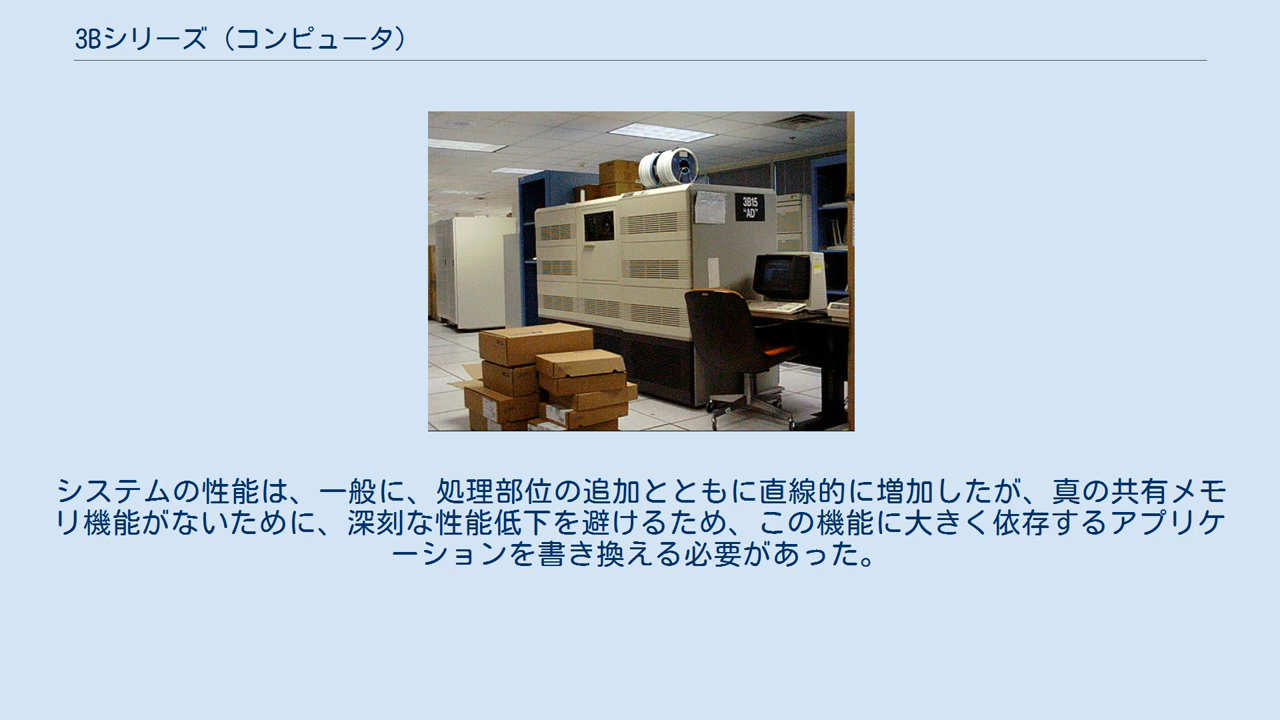 3Bシリーズ（コンピュータ）
3B15
"AD"
システムの性能は、一般に、処理部位の追加とともに直線的に増加したが、真の共有メモ
リ機能がないために、深刻な性能低下を避けるため、この機能に大きく依存するアプリケ
ーションを書き換える必要があった。